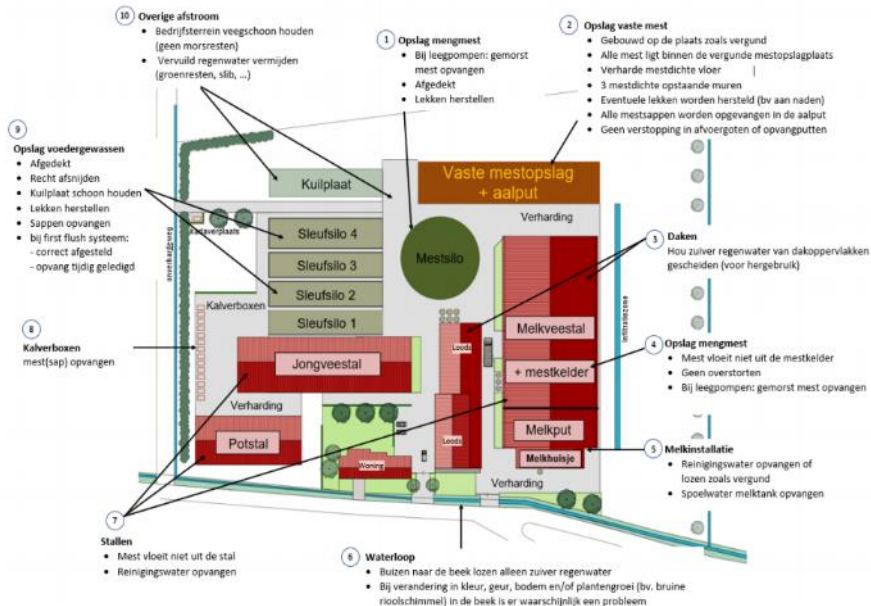 10 Overige afstroom
• Bedrijfsterrein veegschoon houden
(geen morsresten)
• Vervuild regenwater vermijden
(groenresten, slib, ...)
1 Opslag mengmest
• Bij leegpompen: gemorst
mest opvangen
• Afgedekt
• Lekken herstellen
2 Opslag vaste mest
• Gebouwd op de plaats zoals vergund
• Alle mest ligt binnen de vergunde mestopslagplaats
• Verharde mestdichte vloer
• 3 mestdichte opstaande muren
• Eventuele lekken worden hersteld (bv aan naden)
• Alle mestsappen worden opgevangen in de aalput
• Geen verstopping in afvoergoten of opvangputten
9
Opslag voedergewassen
• Afgedekt
• Recht afsnijden
• Kuilplaat schoon houden
• Lekken herstellen
• Sappen opvangen
• bij first flush systeem:
- correct afgesteld
- opvang tijdig geledigd
Kuilplaat
Vaste mestopslag
+ aalput
Verharding
Kadaverplaats
onverharde weg
Sleufsilo 4
Sleufsilo 3
Sleufsilo 2
Sleufsilo 1
Mestsilo
3 Daken
Hou zuiver regenwater van dakoppervlakken
gescheiden (voor hergebruik)
Kalverboxen
8
Kalverboxen
mest(sap) opvangen
Jongveestal
Loods
Melkveestal
+ mestkelder
infiltratiezone
4 Opslag mengmest
• Mest vloeit niet uit de mestkelder
• Geen overstorten
• Bij leegpompen: gemorst mest opvangen
Verharding
Potstal
Woning
Loods
Melkput
Melkhuisje
Verharding
5 Melkinstallatie
• Reinigingswater opvangen of
lozen zoals vergund
• Spoelwater melktank opvangen
7
Stallen
• Mest vloeit niet uit de stal
• Reinigingswater opvangen
6 Waterloop
• Buizen naar de beek lozen alleen zuiver regenwater
• Bij verandering in kleur, geur, bodem en/of plantengroei (bv. bruine
rioolschimmel) in de beek is er waarschijnlijk een probleem